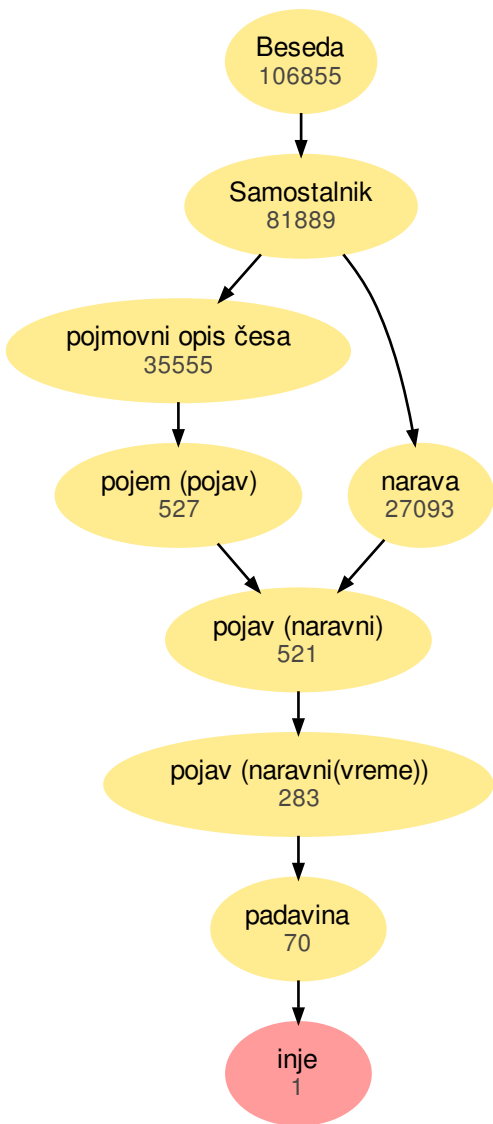 Beseda
106855
Samostalnik
81889
pojmovni opis česa
35555
pojem (pojav)
527
narava
27093
pojav (naravni)
521
pojav (naravni(vreme))
283
padavina
70
inje
1